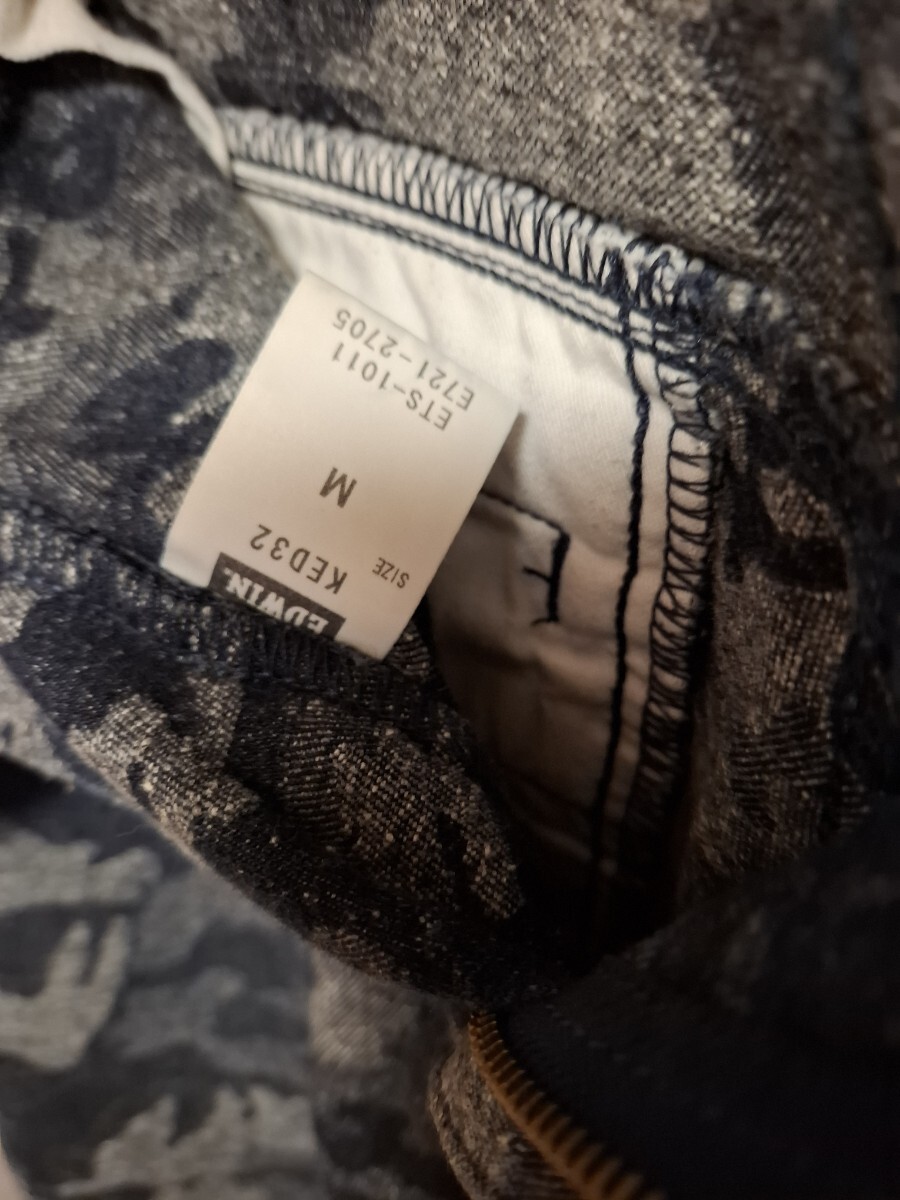 EDWIN.
KED32
SIZE
M
ETS-1011
E721-2705